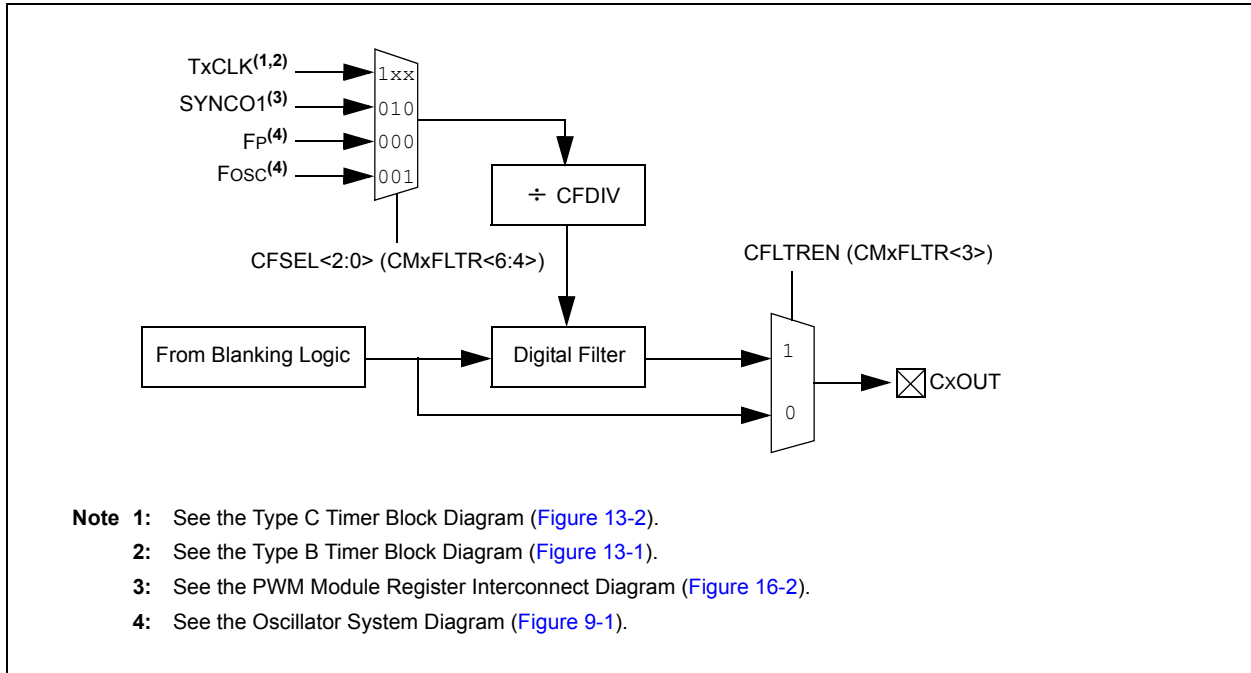 TxCLK(1,2)
SYNCO1(3)
FP(4)
FOSC(4)
1xx
010
000
001
÷ CFDIV
CFSEL<2:0> (CMxFLTR<6:4>)
CFLTREN (CMxFLTR<3>)
From Blanking Logic
Digital Filter
1
0
CxOUT
Note 1: See the Type C Timer Block Diagram (Figure 13-2).
2: See the Type B Timer Block Diagram (Figure 13-1).
3: See the PWM Module Register Interconnect Diagram (Figure 16-2).
4: See the Oscillator System Diagram (Figure 9-1).